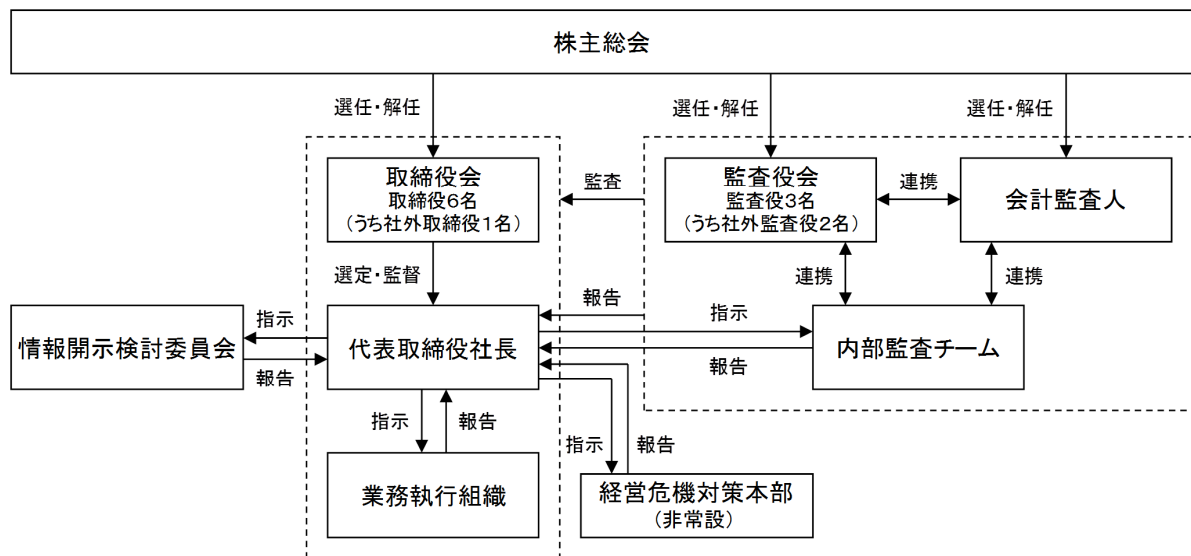 株主総会
選任・解任
選任・解任
選任・解任
取締役会
取締役6名
(うち社外取締役1名)
監査
監査役会
監査役3名
(うち社外監査役2名)
連携
会計監査人
選定・監督
連携
連携
報告
指示
指示
情報開示検討委員会
代表取締役社長
内部監査チーム
報告
報告
指示
報告
指示
報告
業務執行組織
経営危機対策本部
(非常設)